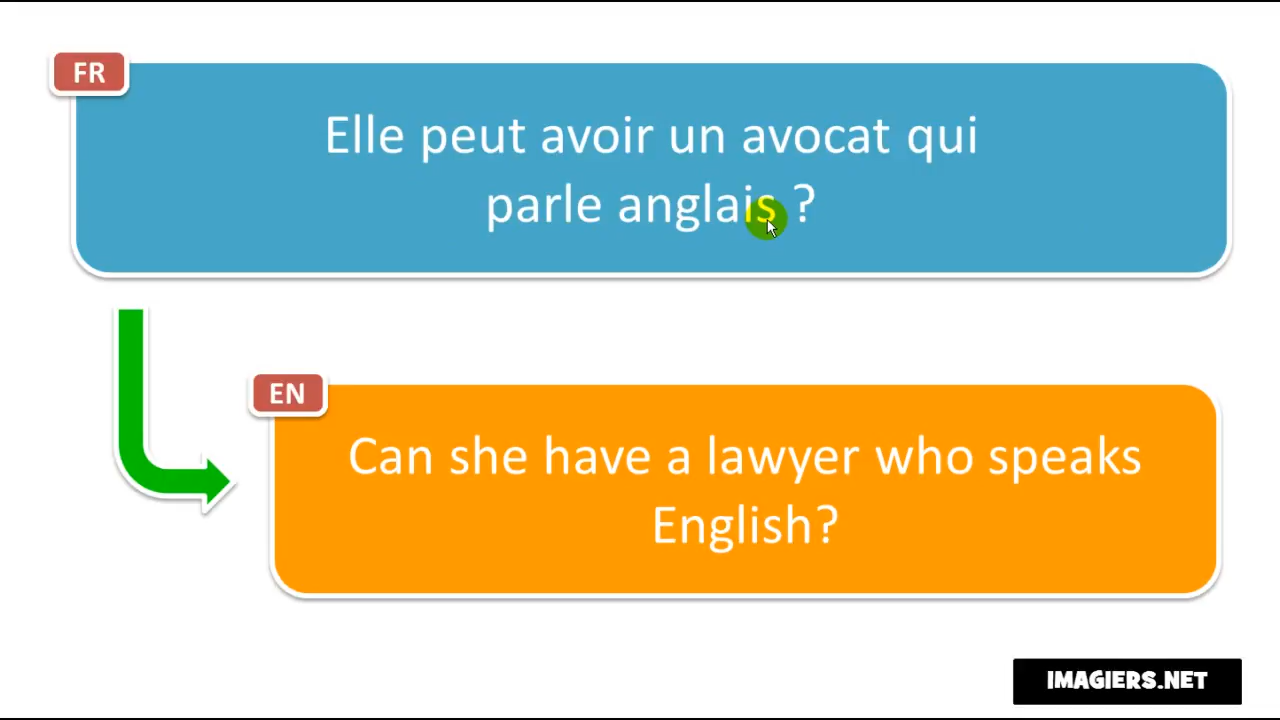 FR
Elle peut avoir un avocat qui
parle anglais ?
EN
Can she have a lawyer who speaks
English?
IMAGIERS.NET